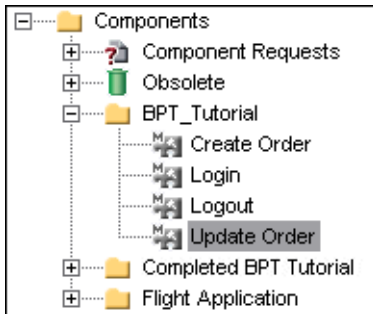 Components
Component Requests
Obsolete
BPT_Tutorial
Create Order
Login
Logout
Update Order
Completed BPT Tutorial
Flight Application